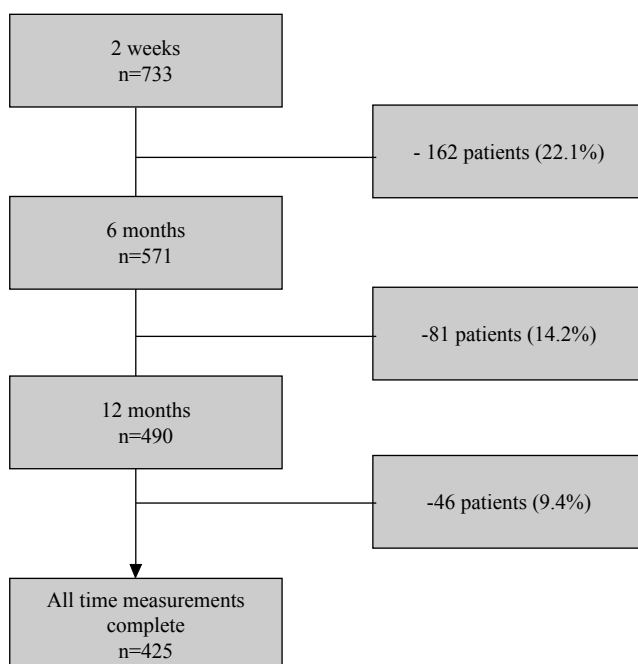 2 weeks
n=733
- 162 patients (22.1%)
6 months
n=571
-81 patients (14.2%)
12 months
n=490
-46 patients (9.4%)
All time measurements
complete
n=425